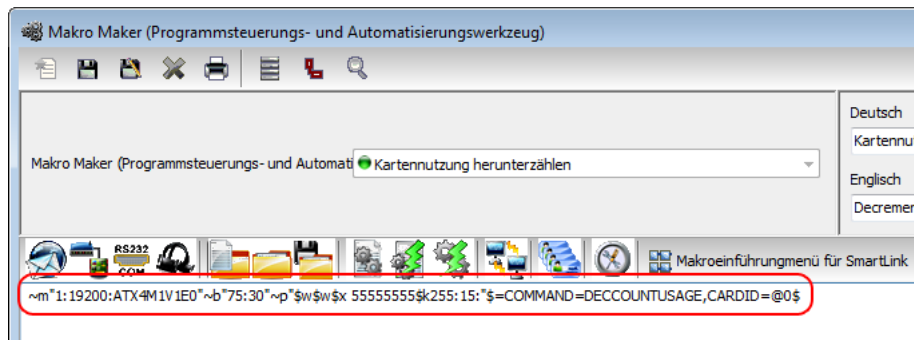 Makro Maker (Programmsteuerungs- und Automatisierungswerkzeug)
Deutsch
Kartennu
Makro Maker (Programmsteuerungs- und Automati
Kartennutzung herunterzählen
Englisch
Decremer
RS232
COM
Makroeinführungmenü für SmartLink
~m"1:19200:ATX4M1V1E0"~b"75:30"~p"$w$w$x 55555555$k255:15:"$=COMMAND=DECCOUNTUSAGE,CARDID=@0$